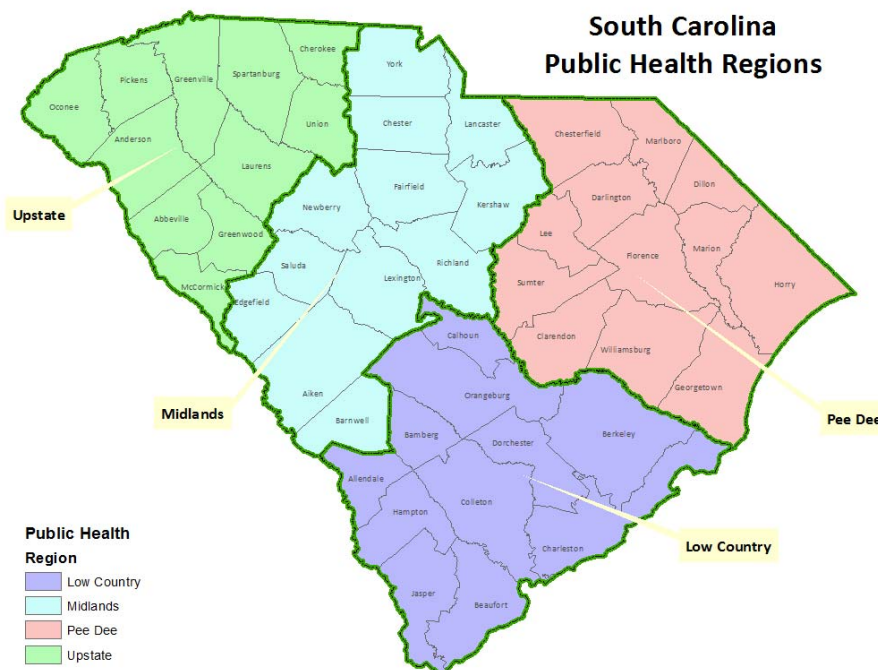 South Carolina
Public Health Regions
Cherokee
York
Spartanburg
Greenville
Pickens
Oconee
Lancaster
Chester
Union
Anderson
Chesterfield
Marlboro
Laurens
Dillon
Fairfield
Darlington
Kershaw
Newberry
Upstate
Abbeville
Greenwood
Lee
Marion
Florence
Richland
Saluda
Lexington
McCormick
Sumter
Horry
Edgefield
Clarendon
Calhoun
Williamsburg
Georgetown
Aiken
Orangeburg
Midlands
Barnwell
Pee Dee
Bamberg
Dorchester
Berkeley
Allendale
Colleton
Hampton
Charleston
Low Country
Jasper
Beaufort
Public Health
Region
Low Country
Midlands
Pee Dee
Upstate